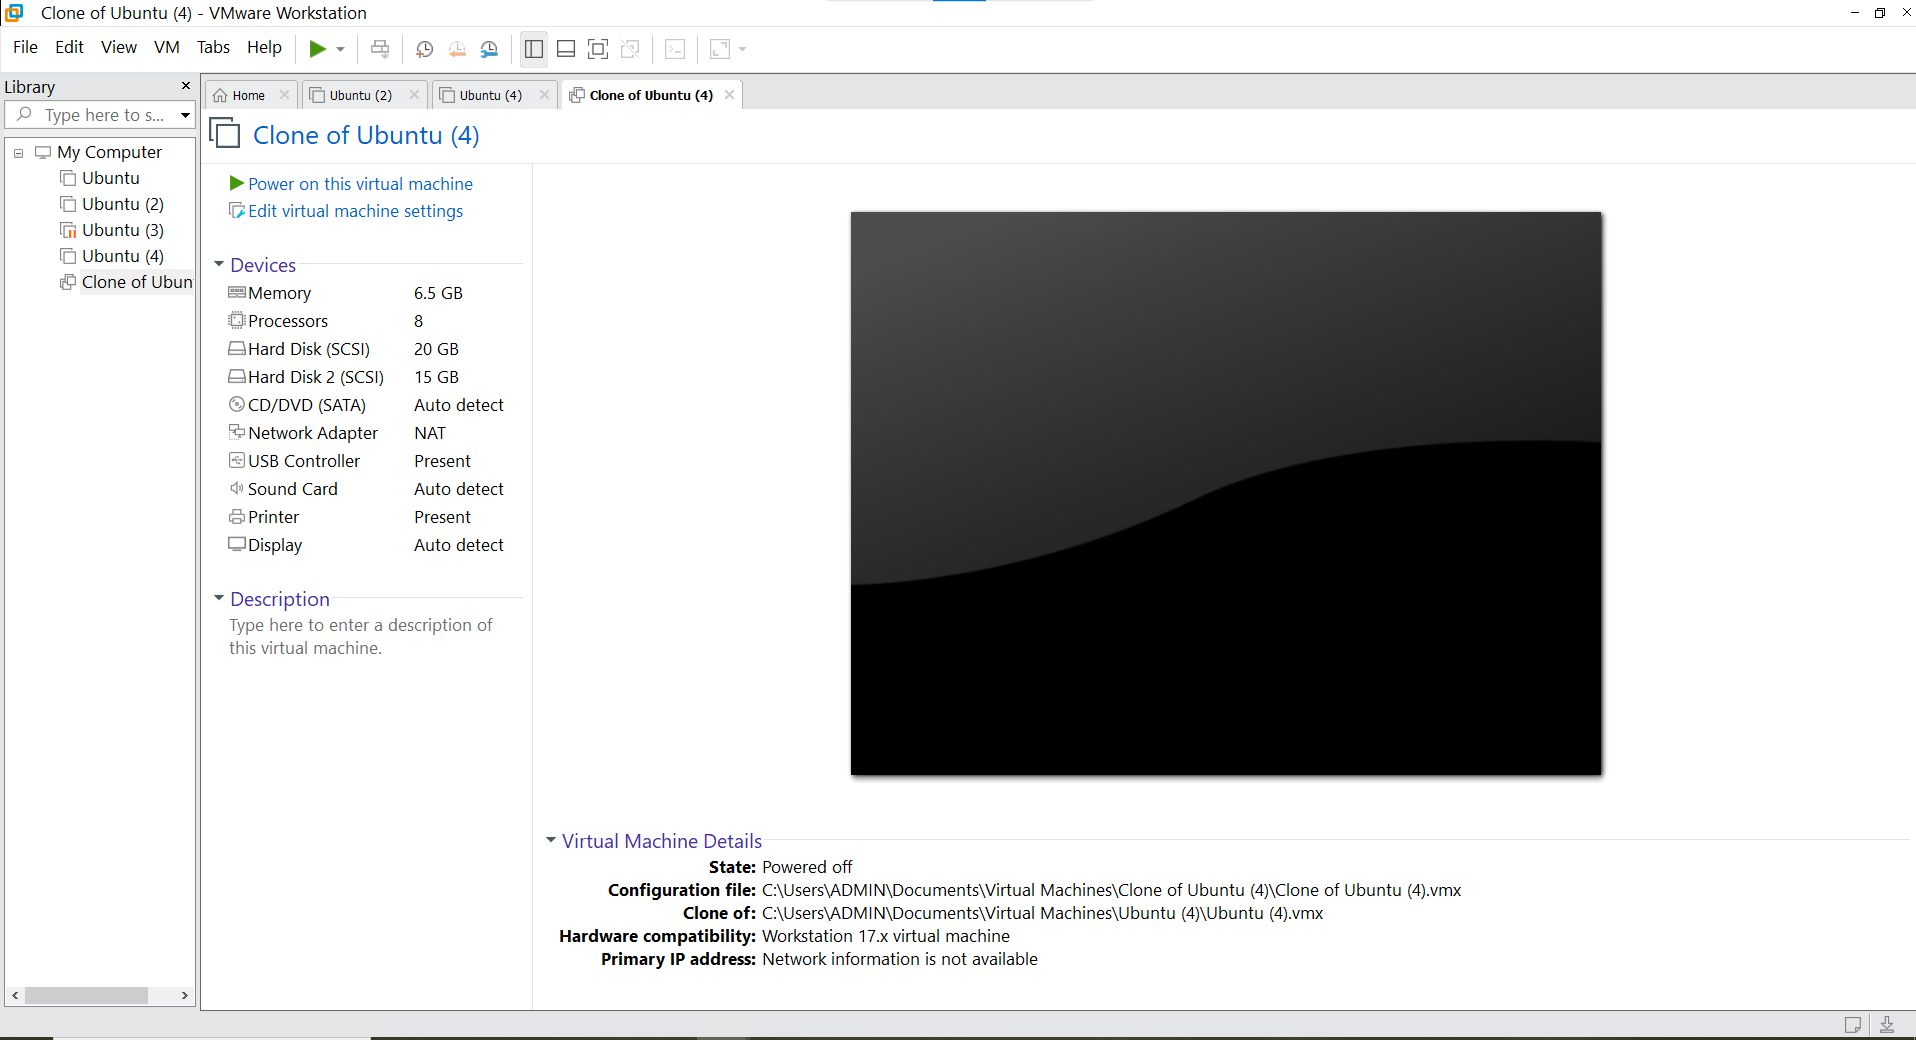 Clone of Ubuntu (4) - VMware Workstation
File Edit View VM Tabs Help
Library
Type here to s...
My Computer
Ubuntu
Ubuntu (2)
Ubuntu (3)
Ubuntu (4)
Clone of Ubun
Home
Ubuntu (2)
Ubuntu (4)
Clone of Ubuntu (4)
Clone of Ubuntu (4)
Power on this virtual machine
Edit virtual machine settings
Devices
Memory 6.5 GB
Processors 8
Hard Disk (SCSI) 20 GB
Hard Disk 2 (SCSI) 15 GB
CD/DVD (SATA) Auto detect
Network Adapter NAT
USB Controller Present
Sound Card Auto detect
Printer Present
Display Auto detect
Description
Type here to enter a description of
this virtual machine.
Virtual Machine Details
State: Powered off
Configuration file: C:\Users\ADMIN\Documents\Virtual Machines\Clone of Ubuntu (4)\Clone of Ubuntu (4).vmx
Clone of: C:\Users\ADMIN\Documents\Virtual Machines\Ubuntu (4)\Ubuntu (4).vmx
Hardware compatibility: Workstation 17.x virtual machine
Primary IP address: Network information is not available